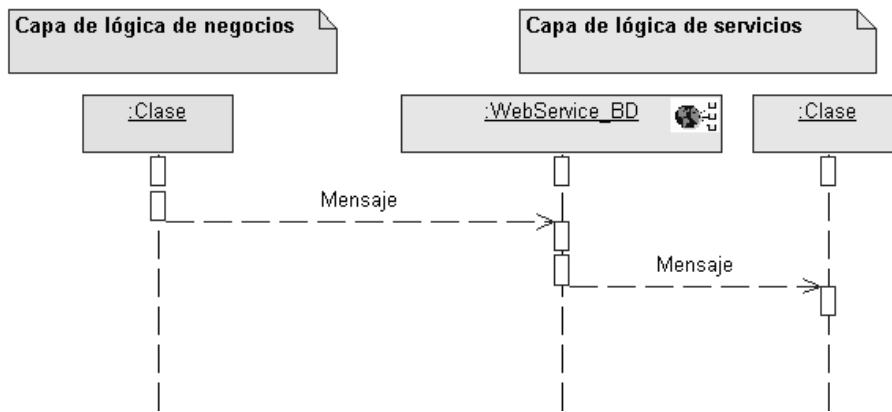 Capa de lógica de negocios
Capa de lógica de servicios
:Clase
:WebService_BD
:Clase
Mensaje
Mensaje